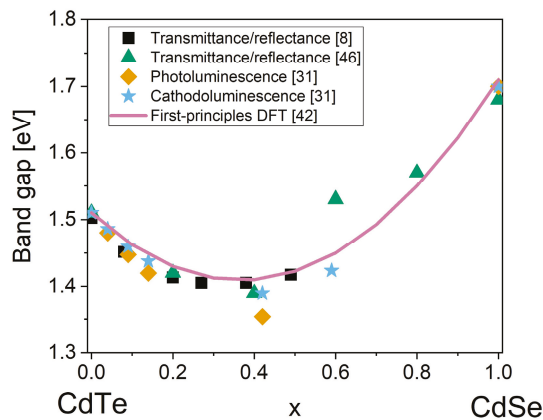 Transmittance/reflectance [8]
Transmittance/reflectance [46]
Photoluminescence [31]
Cathodoluminescence [31]
First-principles DFT [42]
Band gap [eV]
1.8
1.7
1.6
1.5
1.4
1.3
0.0 0.2 0.4 0.6 0.8 1.0
CdTe x CdSe